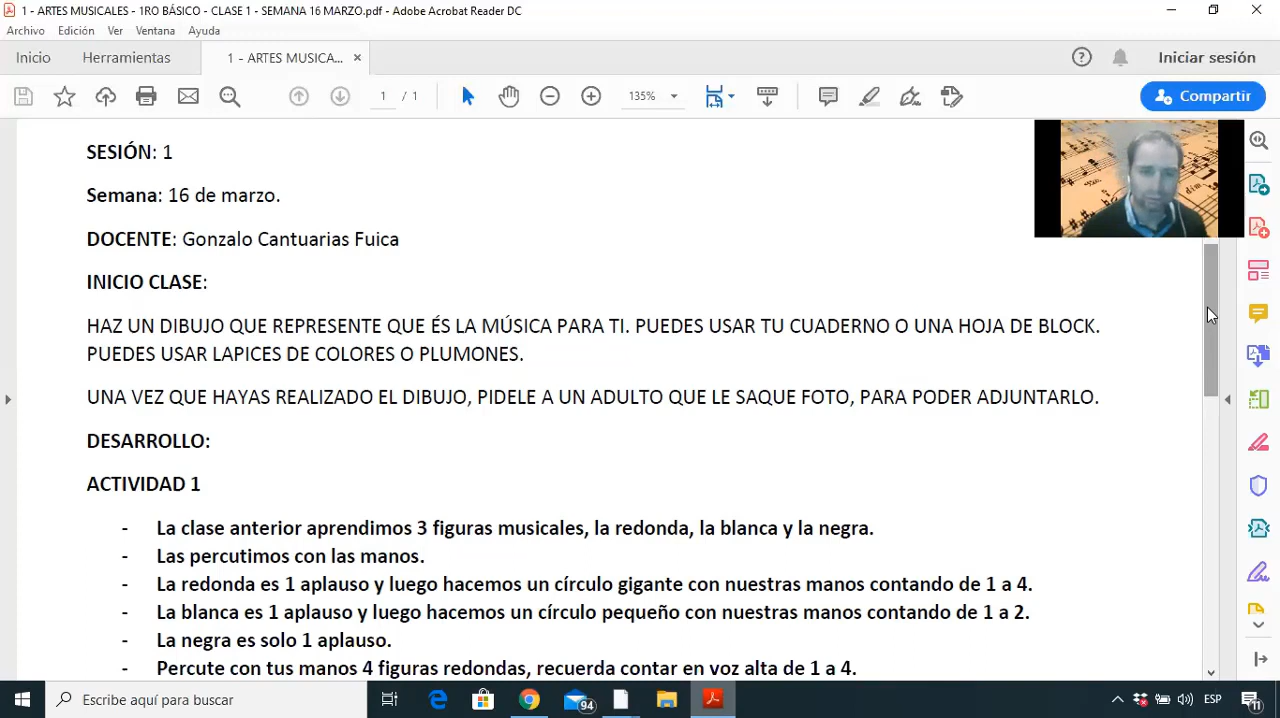 1 - ARTES MUSICALES - 1RO BÁSICO - CLASE 1 - SEMANA 16 MARZO.pdf - Adobe Acrobat Reader DC
Archivo Edición Ver Ventana Ayuda
Inicio Herramientas 1 - ARTES MUSICA... Iniciar sesión
1 / 1 135% Compartir
SESIÓN: 1
Semana: 16 de marzo.
DOCENTE: Gonzalo Cantuarias Fuica
INICIO CLASE:
HAZ UN DIBUJO QUE REPRESENTE QUE ÉS LA MÚSICA PARA TI. PUEDES USAR TU CUADERNO O UNA HOJA DE BLOCK.
PUEDES USAR LAPICES DE COLORES O PLUMONES.
UNA VEZ QUE HAYAS REALIZADO EL DIBUJO, PIDELE A UN ADULTO QUE LE SAQUE FOTO, PARA PODER ADJUNTARLO.
DESARROLLO:
ACTIVIDAD 1
- La clase anterior aprendimos 3 figuras musicales, la redonda, la blanca y la negra.
- Las percutimos con las manos.
- La redonda es 1 aplauso y luego hacemos un círculo gigante con nuestras manos contando de 1 a 4.
- La blanca es 1 aplauso y luego hacemos un círculo pequeño con nuestras manos contando de 1 a 2.
- La negra es solo 1 aplauso.
- Percute con tus manos 4 figuras redondas, recuerda contar en voz alta de 1 a 4.
Escribe aquí para buscar 94 ESP 11